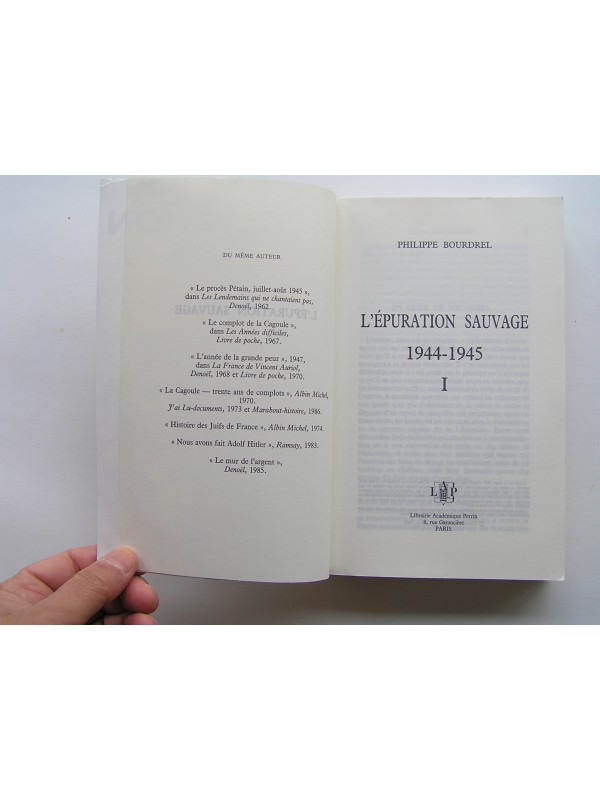 DU MÊME AUTEUR
« Le procès Pétain, juillet-août 1945 »,
dans Les Lendemains qui ne chantaient pas,
Denoël, 1962.
« Le complot de la Cagoule »,
dans Les Années difficiles,
Livre de poche, 1967.
« L'année de la grande peur », 1947,
dans La France de Vincent Auriol,
Denoël, 1968 et Livre de poche, 1970.
« La Cagoule — trente ans de complots », Albin Michel,
1970.
J'ai Lu-documents, 1973 et Marabout-histoire, 1986.
« Histoire des Juifs de France », Albin Michel, 1974.
« Nous avons fait Adolf Hitler », Ramsay, 1983.
« Le mur de l'argent »,
Denoël, 1985.
PHILIPPE BOURDREL
L'ÉPURATION SAUVAGE
1944-1945
I
LAP
Librairie Académique Perrin
8, rue Garancière
PARIS